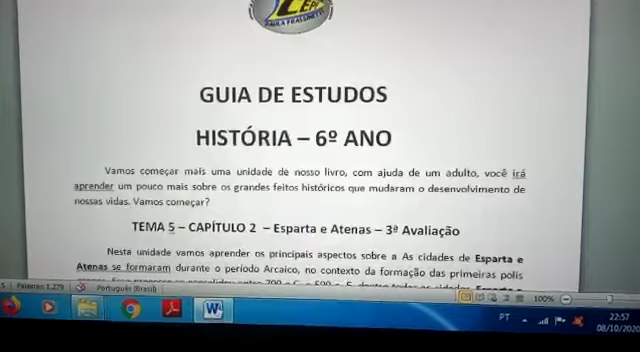 CEPF
PAULA FRASSINETTI
GUIA DE ESTUDOS
HISTÓRIA – 6º ANO
Vamos começar mais uma unidade de nosso livro, com ajuda de um adulto, você irá
aprender um pouco mais sobre os grandes feitos históricos que mudaram o desenvolvimento de
nossas vidas. Vamos começar?
TEMA 5 – CAPÍTULO 2 – Esparta e Atenas – 3ª Avaliação
Nesta unidade vamos aprender os principais aspectos sobre a As cidades de Esparta e
Atenas se formaram durante o período Arcaico, no contexto da formação das primeiras polis
Palavras: 1.279 Português (Brasil) 100%
PT 22:57
08/10/2020